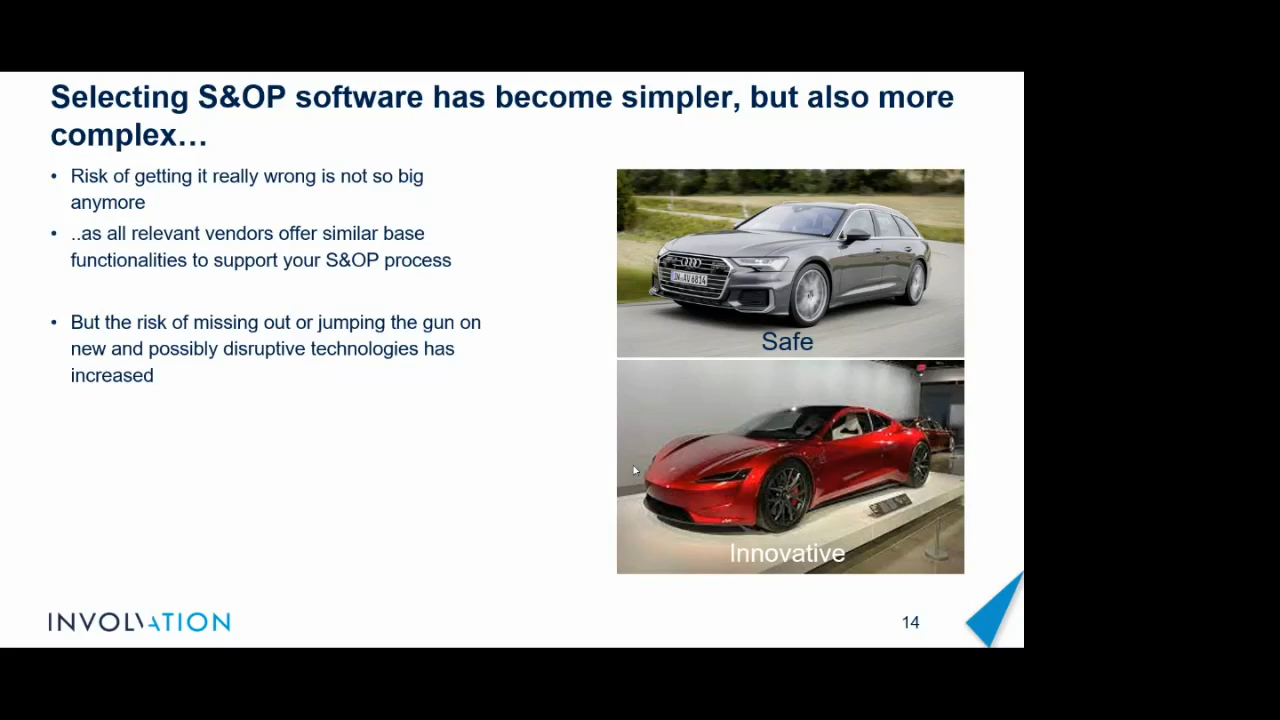 Selecting S&OP software has become simpler, but also more
complex…
• Risk of getting it really wrong is not so big
anymore
• ..as all relevant vendors offer similar base
functionalities to support your S&OP process
• But the risk of missing out or jumping the gun on
new and possibly disruptive technologies has
increased
Safe
Innovative
INVOLVATION
14